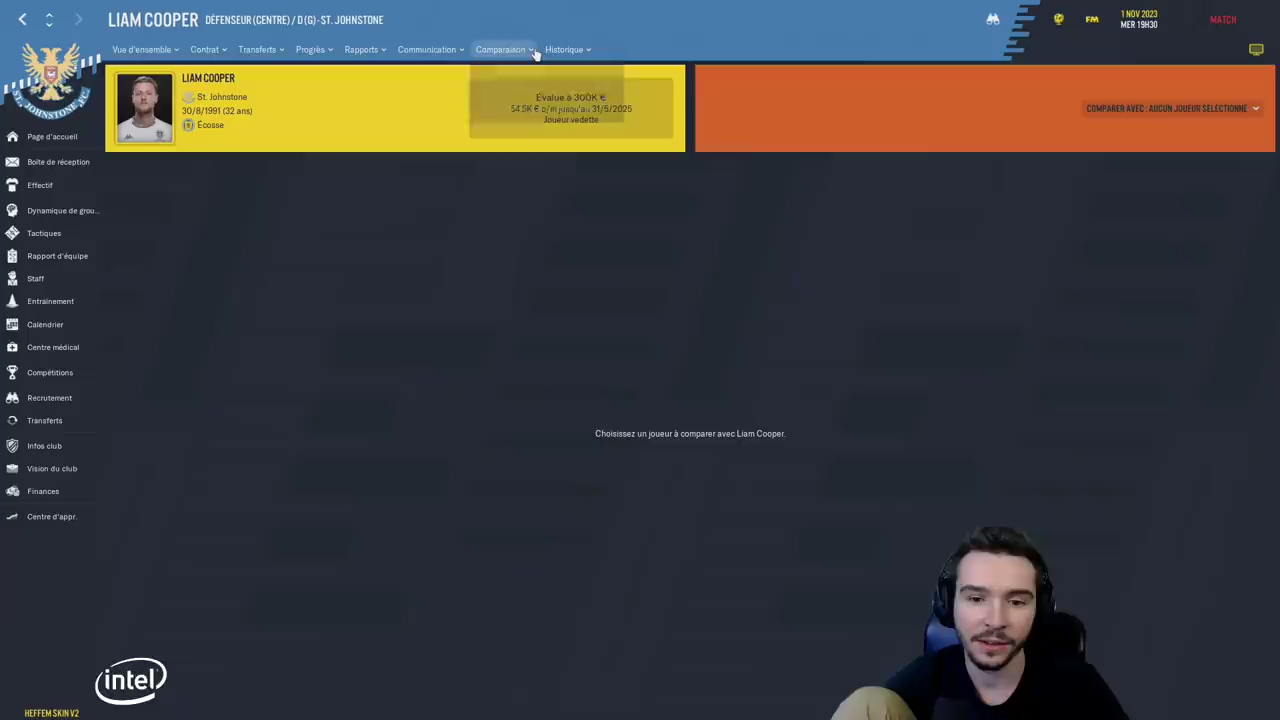 LIAM COOPER DÉFENSEUR (CENTRE) / D (G) - ST. JOHNSTONE
1 NOV 2023
MER 19H30
FM
MATCH
Vue d'ensemble Contrat Transferts Progrès Rapports Communication Comparaison Historique
ST. JOHNSTONE F.C.
LIAM COOPER
St. Johnstone
30/8/1991 (32 ans)
Écosse
Évalué à 300K €
54.5K € p/m jusqu'au 31/5/2025
Joueur vedette
COMPARER AVEC : AUCUN JOUEUR SÉLECTIONNÉ
Page d'accueil
Boîte de réception
Effectif
Dynamique de grou...
Tactiques
Rapport d'équipe
Staff
Entraînement
Calendrier
Centre médical
Compétitions
Recrutement
Transferts
Infos club
Vision du club
Finances
Centre d'appr.
Choisissez un joueur à comparer avec Liam Cooper.
intel
HEFFEM SKIN V2